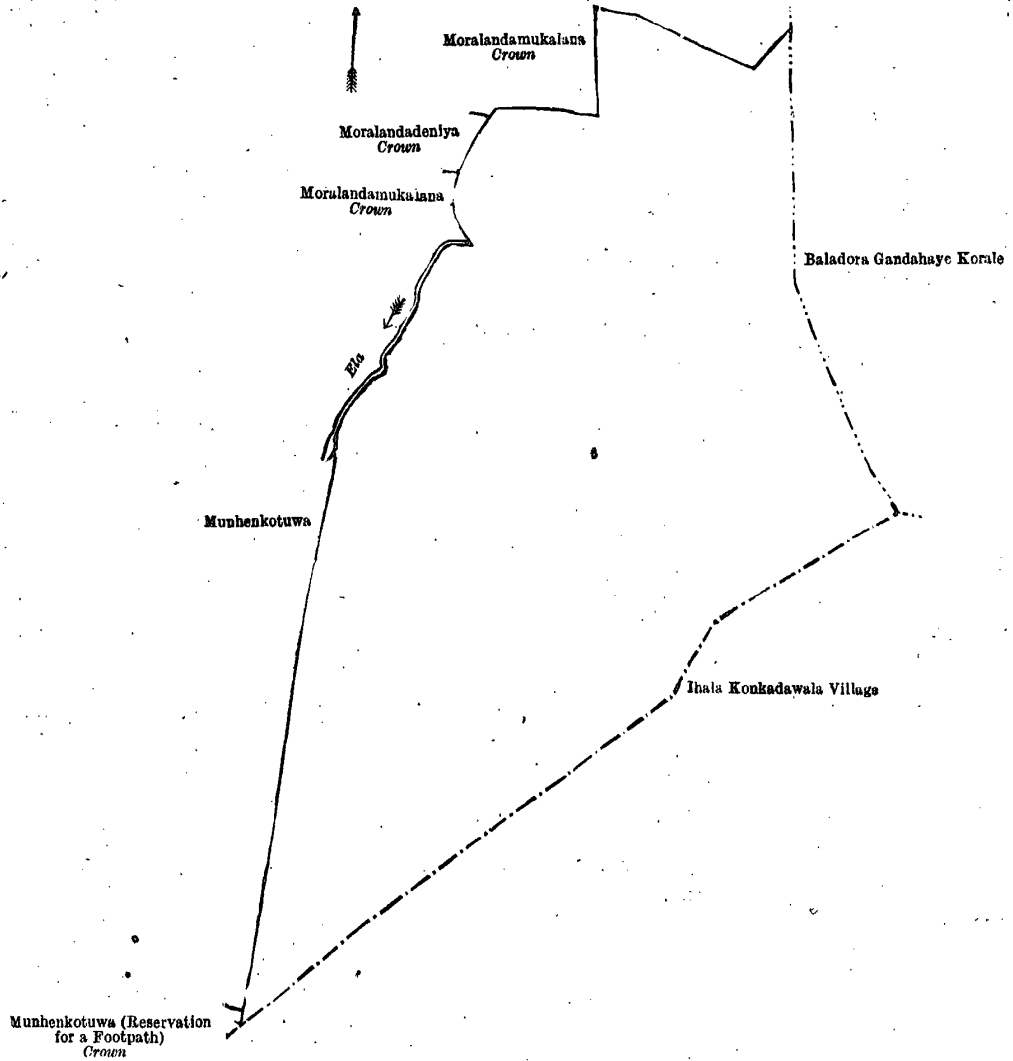 Moralandamukalana
Crown
Moralandadeniya
Crown
Moralandamukalana
Crown
Baladora Gandahaye Korale
Ela
6
Munhenkotuwa
Ihala Konkadawala Village
Munhenkotuwa (Reservation
for a Footpath)
Crown